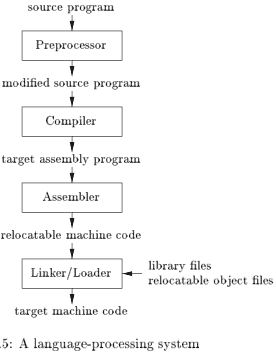 source program
Preprocessor
modified source program
Compiler
target assembly program
Assembler
relocatable machine code
Linker/Loader
library files
relocatable object files
target machine code
.5: A language-processing system